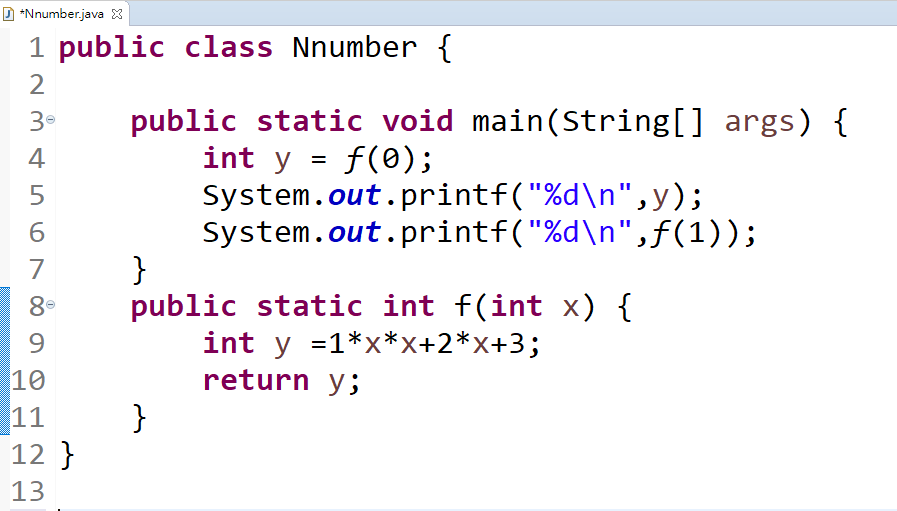 *Nnumber.java
1 public class Nnumber {
2
3 public static void main(String[] args) {
4 int y = f(0);
5 System.out.printf("%d\n",y);
6 System.out.printf("%d\n",f(1));
7 }
8 public static int f(int x) {
9 int y =1*x*x+2*x+3;
10 return y;
11 }
12 }
13